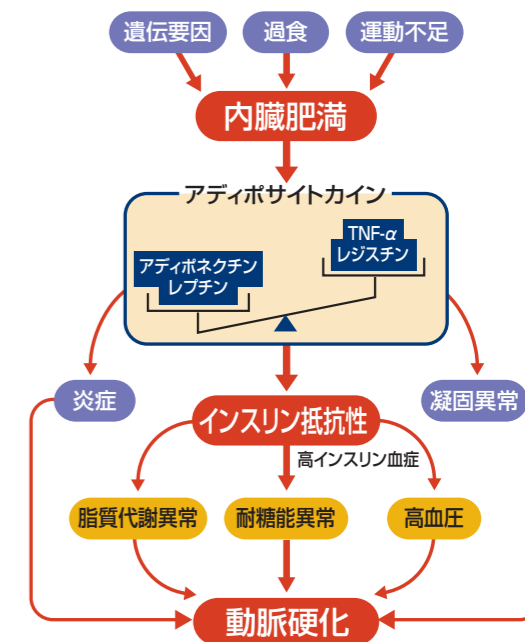 遺伝要因
過食
運動不足
内臓肥満
アディポサイトカイン
TNF-α
レジスチン
アディポネクチン
レプチン
炎症
インスリン抵抗性
凝固異常
高インスリン血症
脂質代謝異常
耐糖能異常
高血圧
動脈硬化